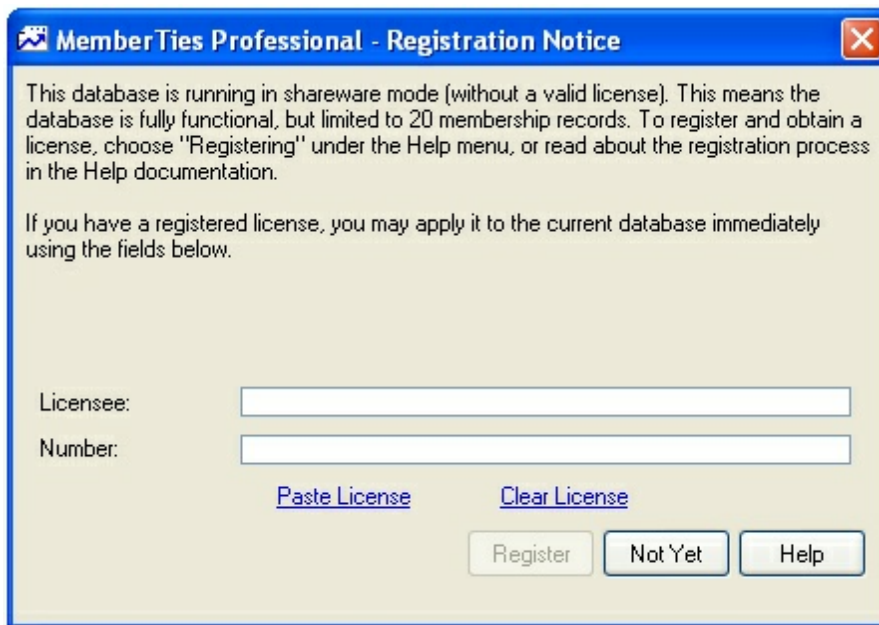 MemberTies Professional - Registration Notice
This database is running in shareware mode (without a valid license). This means the
database is fully functional, but limited to 20 membership records. To register and obtain a
license, choose "Registering" under the Help menu, or read about the registration process
in the Help documentation.
If you have a registered license, you may apply it to the current database immediately
using the fields below.
Licensee:
Number:
Paste License Clear License
Register Not Yet Help